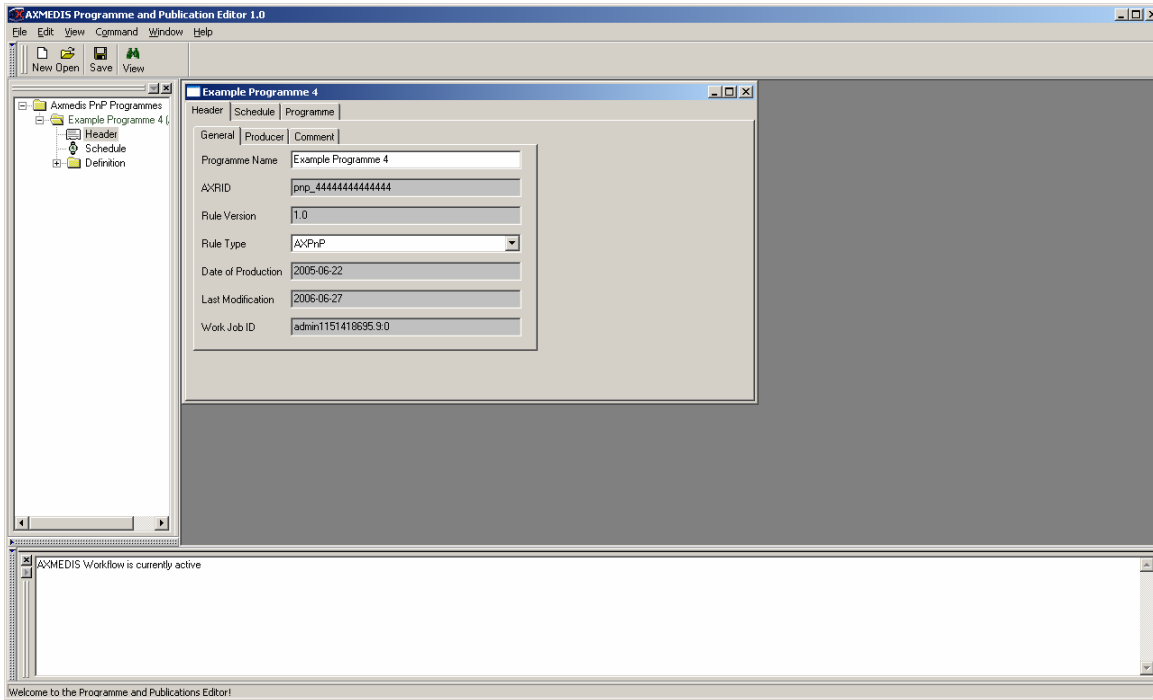 AXMEDIS Programme and Publication Editor 1.0
File Edit View Command Window Help
New Open Save View
Axmedis PnP Programmes
Example Programme 4 (.
Header
Schedule
Definition
Example Programme 4
Header Schedule Programme
General Producer Comment
Programme Name Example Programme 4
AXRID pnp_44444444444444
Rule Version 1.0
Rule Type AXPnP
Date of Production 2005-06-22
Last Modification 2006-06-27
Work Job ID admin1151418695.9:0
AXMEDIS Workflow is currently active
Welcome to the Programme and Publications Editor!